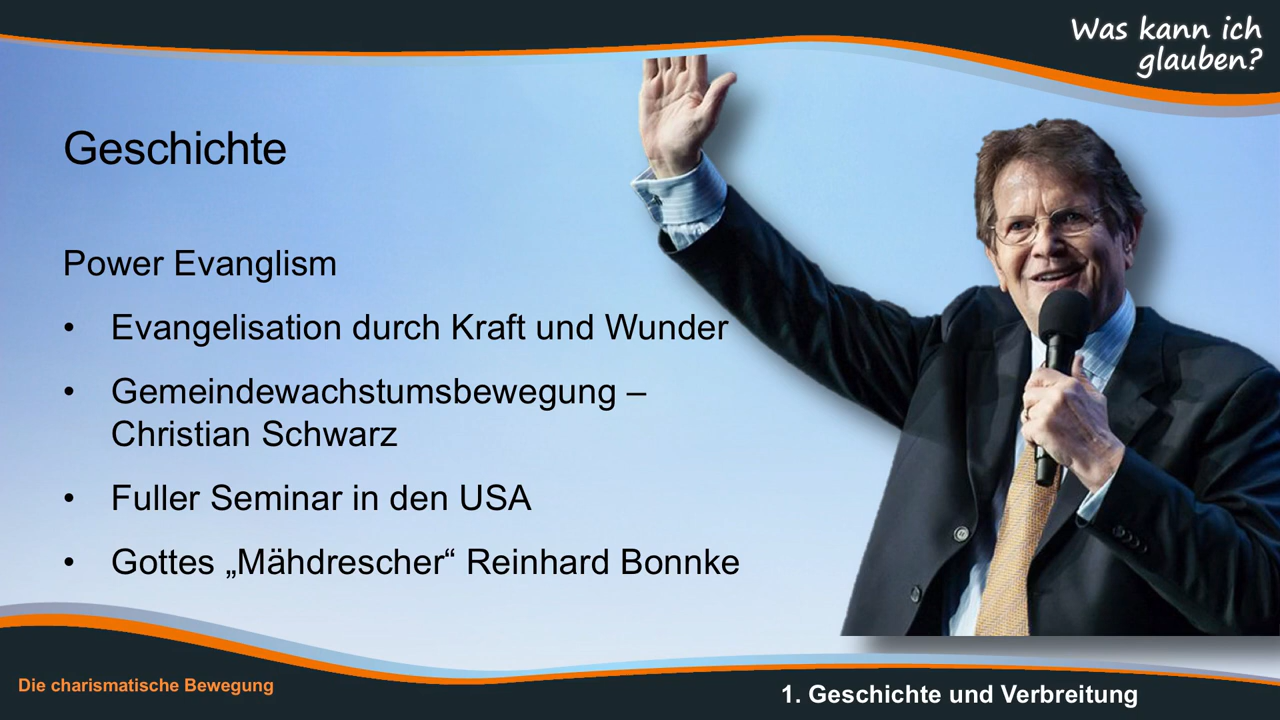 Was kann ich
glauben?
Geschichte
Power Evanglism
• Evangelisation durch Kraft und Wunder
• Gemeindewachstumsbewegung –
Christian Schwarz
• Fuller Seminar in den USA
• Gottes „Mähdrescher“ Reinhard Bonnke
Die charismatische Bewegung
1. Geschichte und Verbreitung